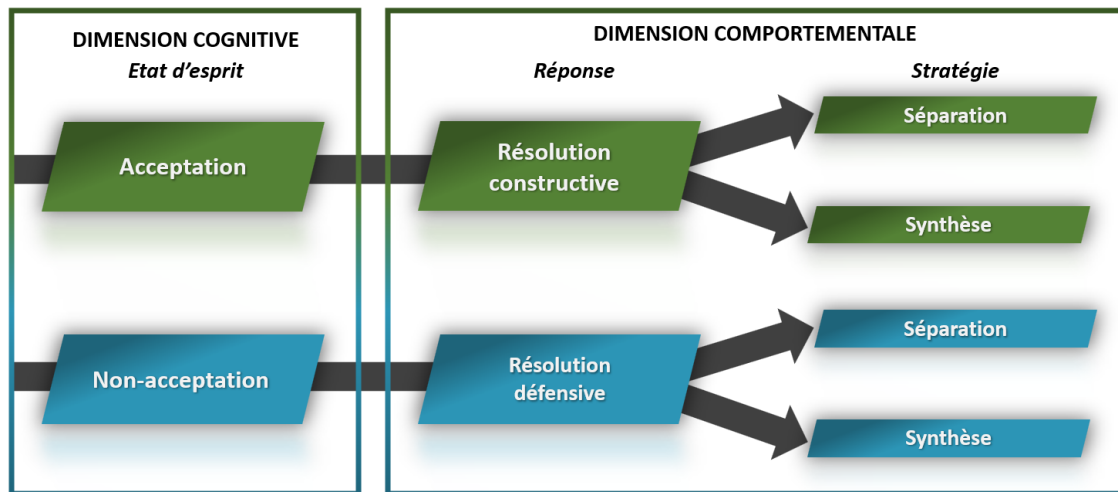 DIMENSION COGNITIVE
Etat d’esprit
DIMENSION COMPORTEMENTALE
Réponse
Stratégie
Acceptation
Résolution
constructive
Séparation
Synthèse
Non-acceptation
Résolution
défensive
Séparation
Synthèse